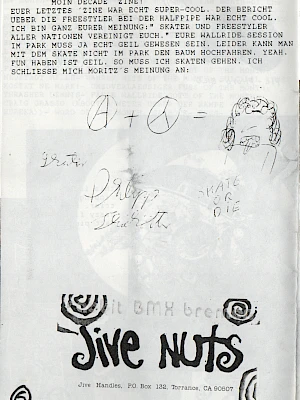 MOIN DECADE ZINE!
EUER LETZTES 'ZINE WAR ECHT SUPER-COOL. DER BERICHT
UEBER DIE FREESTYLER BEI DER HALFPIPE WAR ECHT COOL.
ICH BIN GANZ EURER MEINUNG:" SKATER UND FREESTYLER
ALLER NATIONEN VEREINIGT EUCH." EURE WALLRIDE SESSION
IM PARK MUSS JA ECHT GEIL GEWESEN SEIN. LEIDER KANN MAN
MIT DEM SKATE NICHT IM PARK DEN BAUM HOCHFAHREN. YEAH.
FUN HABEN IST GEIL. SO MUSS ICH SKATEN GEHEN. ICH
SCHLIESSE MICH MORITZ'S MEINUNG AN:
A + A =
SKATE
OR
DIE
BMX
Jive NUTS
Jive Handles, P.O. Box 132, Torrance, CA 90507